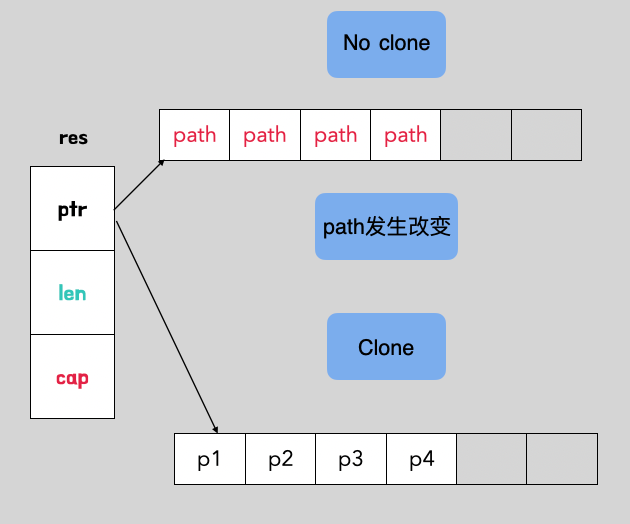 No clone
res
path path path path
ptr
path发生改变
len
Clone
cap
p1 p2 p3 p4